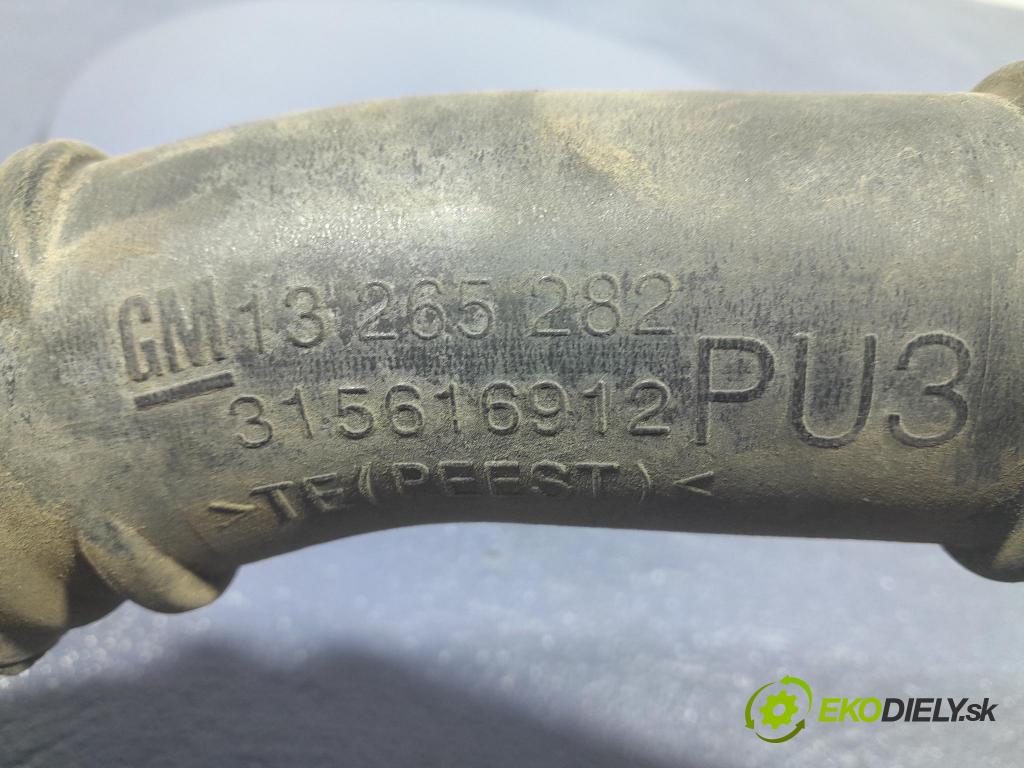 GM 13 265 282
315616912 PU3
>TE(PEEST)<
EKODIELY.sk